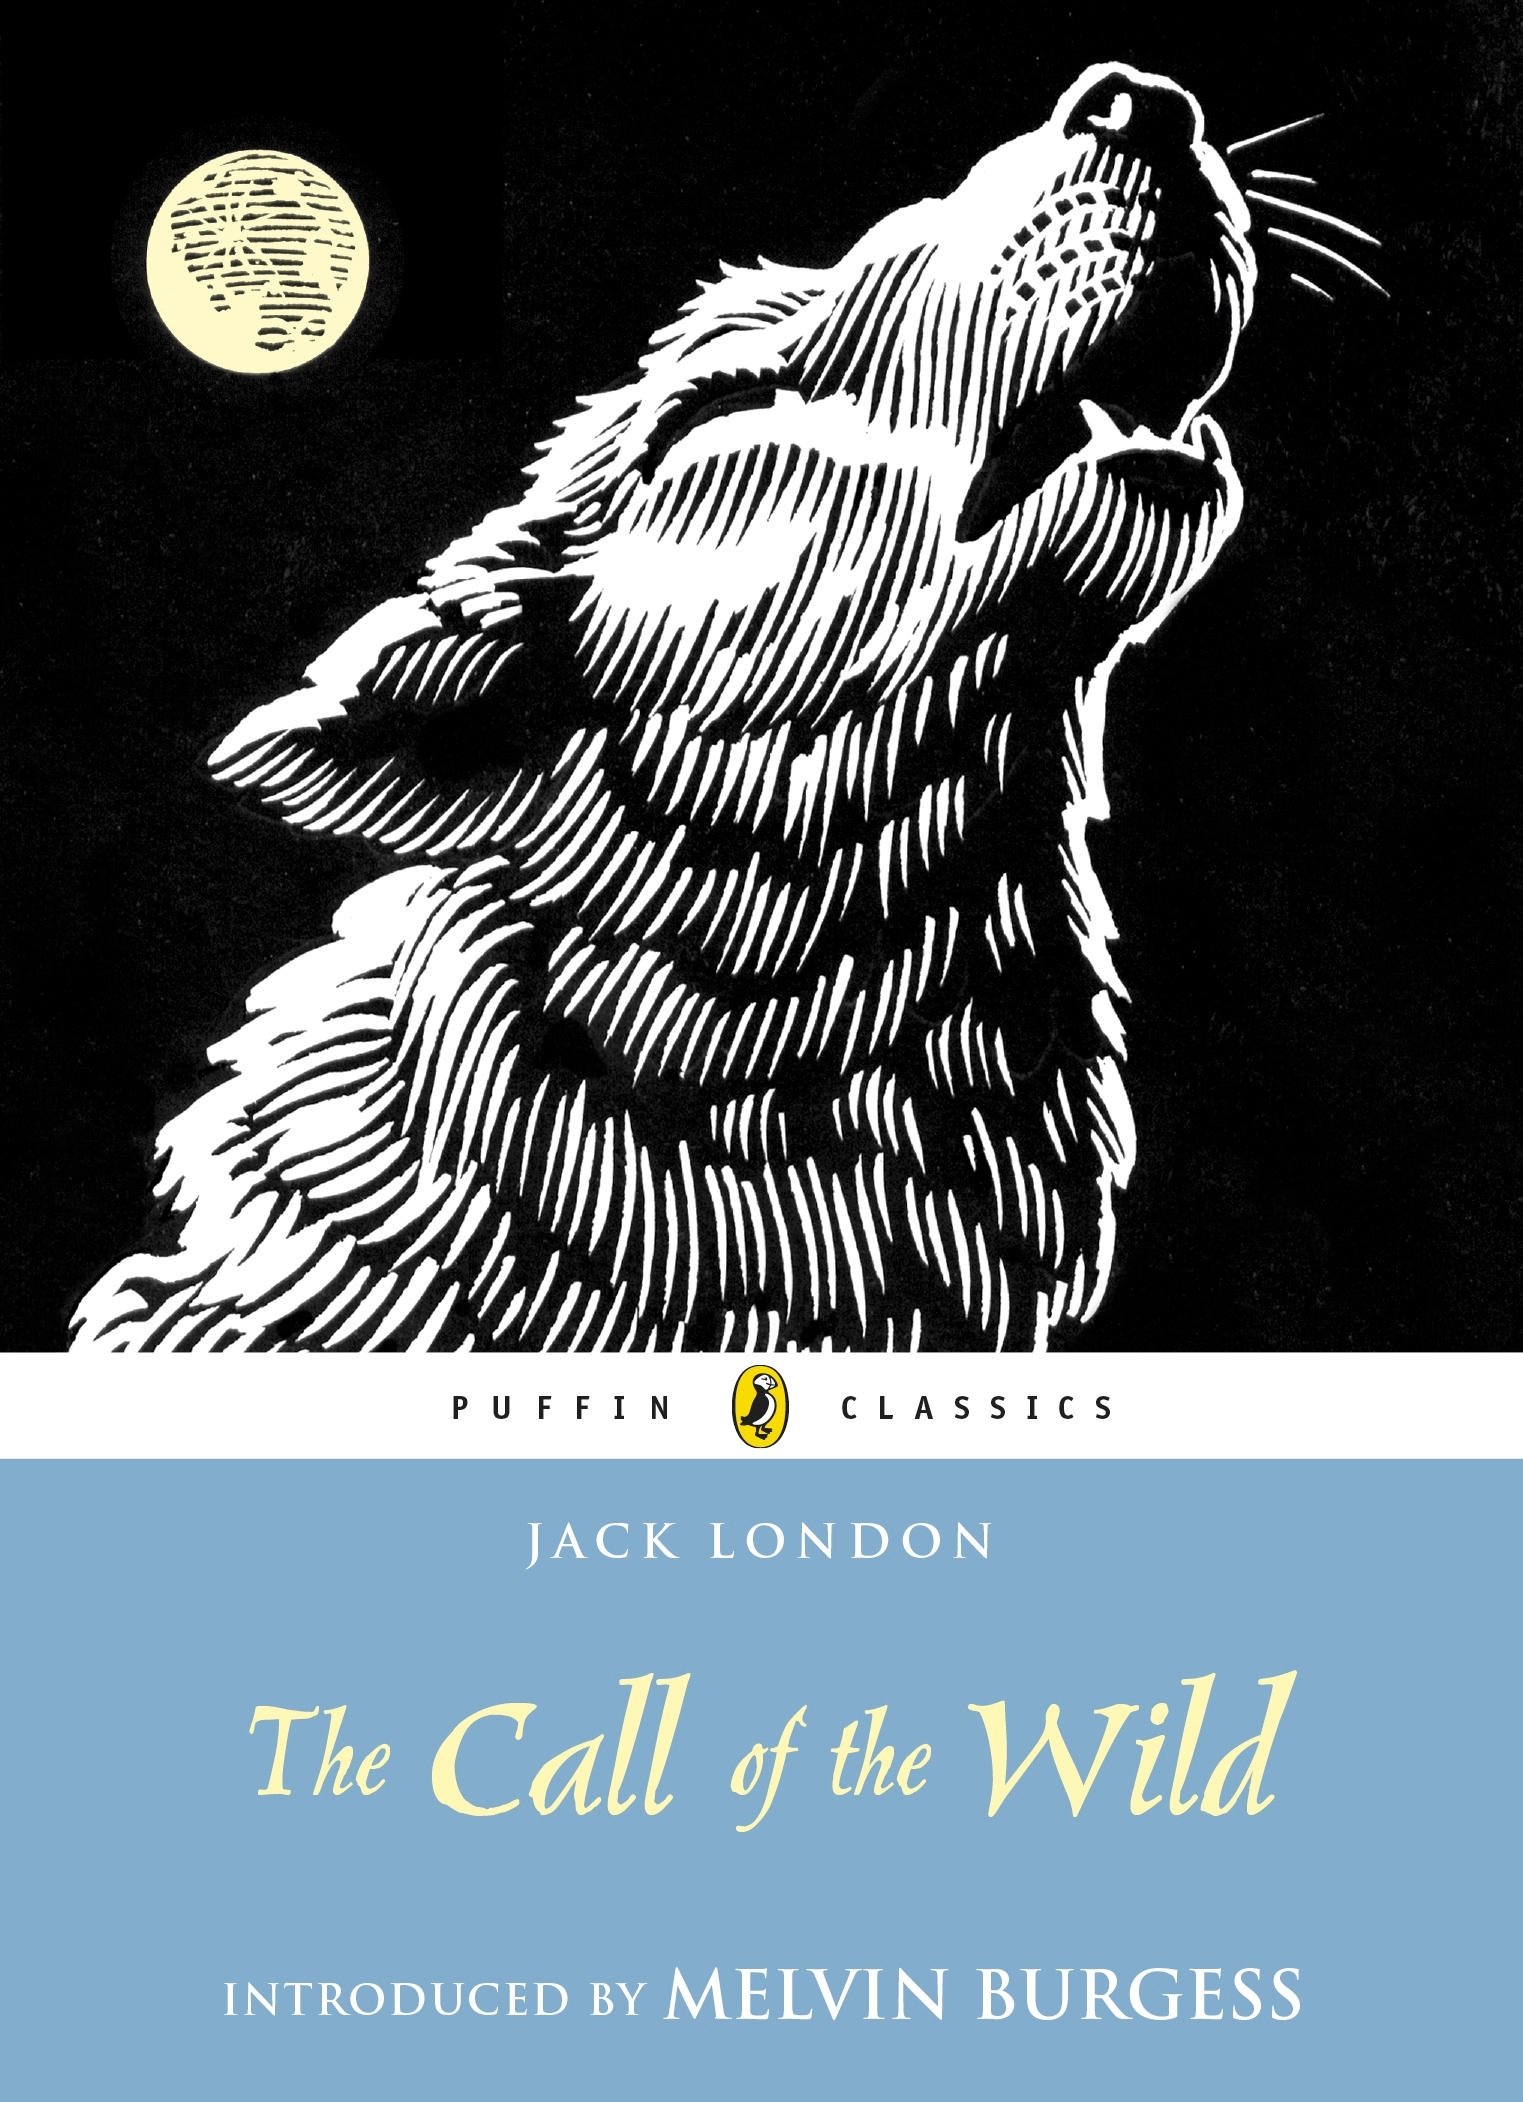 PUFFIN CLASSICS
JACK LONDON
The Call of the Wild
INTRODUCED BY MELVIN BURGESS